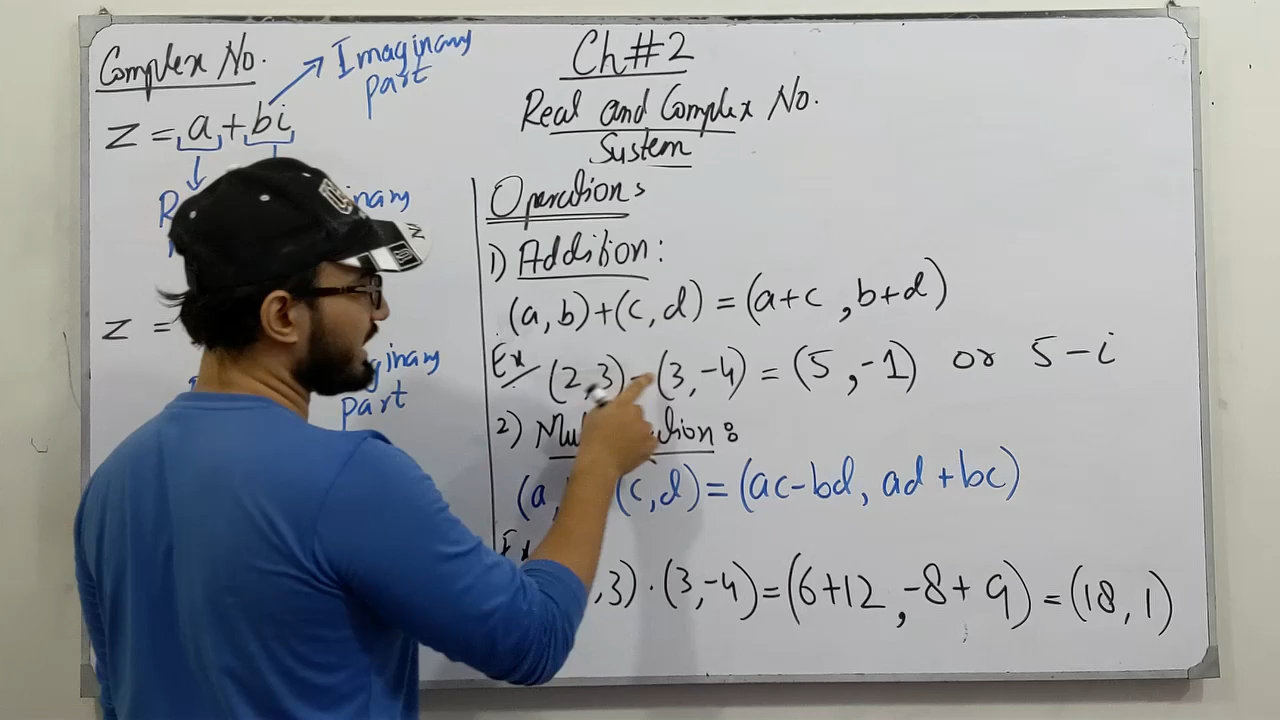 Complex No.
Imaginary
part
Z = a + bi
Z =
part
Ch#2
Real and Complex No.
System
Operations
1) Addition:
(a, b)+(c, d) = (a+c , b+d)
Ex (2, 3) (3, -4) = (5 , -1) or 5 - i
2)
(c, d) = (ac-bd, ad+bc)
Ex
, 3) . (3, -4) = (6+12 , -8+9) = (18, 1)